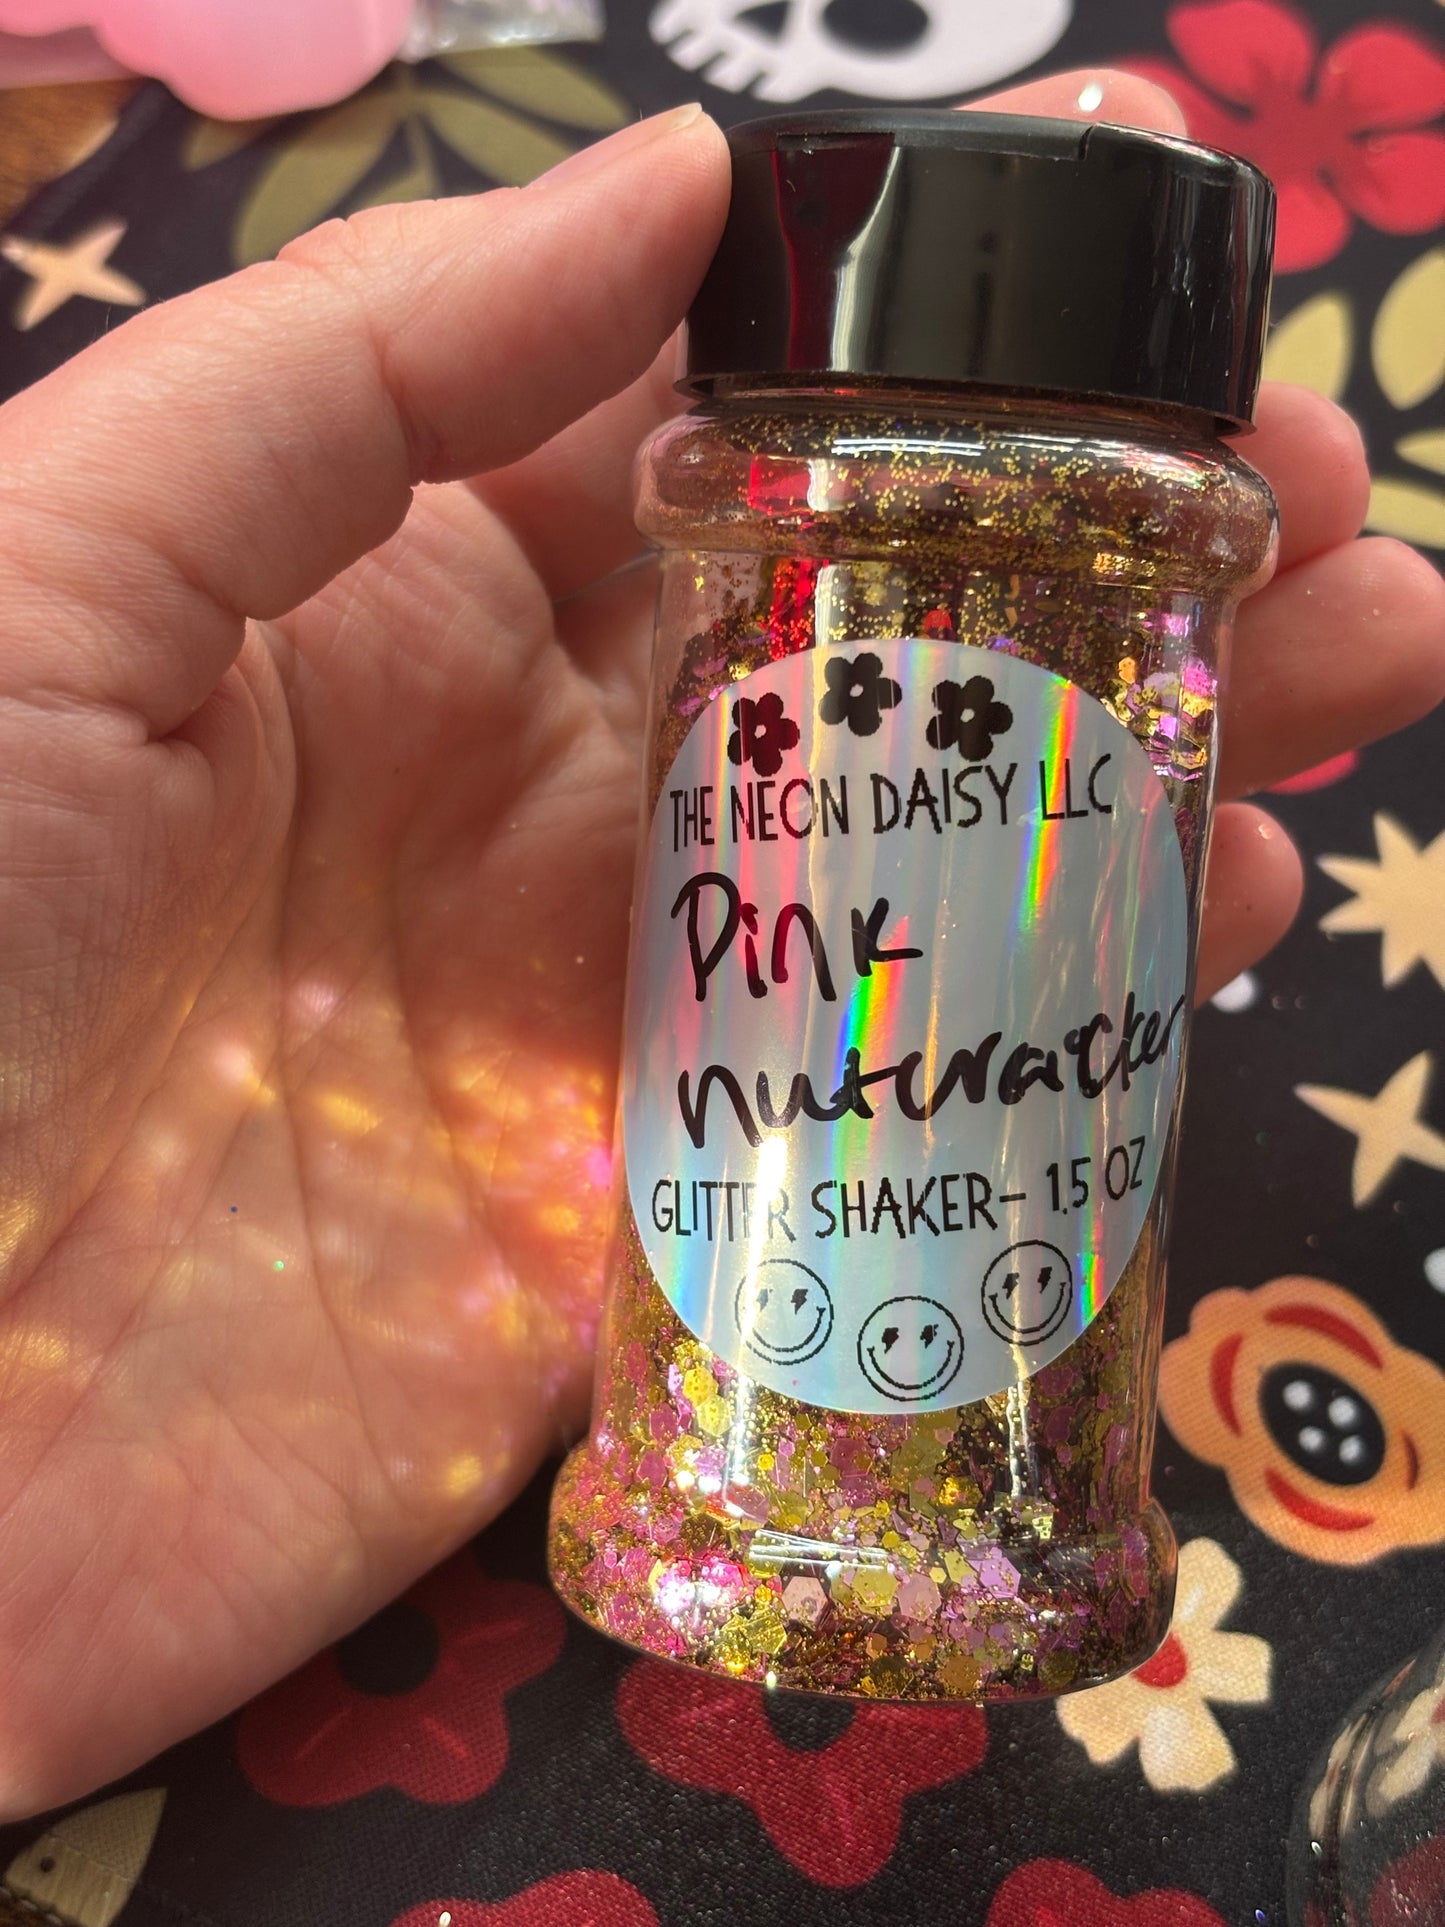 THE NEON DAISY LLC
Pink
nutcracker
GLITTER SHAKER- 1.5 OZ